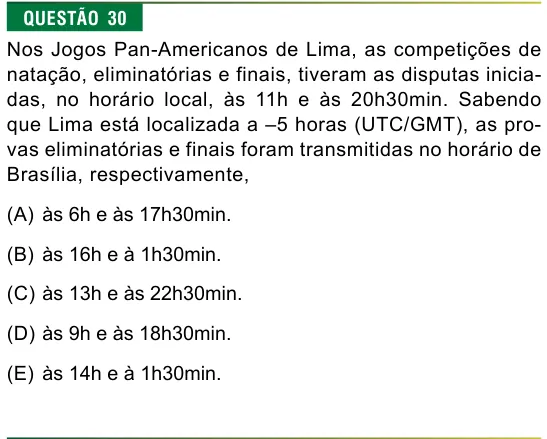 QUESTÃO 30
Nos Jogos Pan-Americanos de Lima, as competições de
natação, eliminatórias e finais, tiveram as disputas inicia-
das, no horário local, às 11h e às 20h30min. Sabendo
que Lima está localizada a –5 horas (UTC/GMT), as pro-
vas eliminatórias e finais foram transmitidas no horário de
Brasília, respectivamente,
(A) às 6h e às 17h30min.
(B) às 16h e à 1h30min.
(C) às 13h e às 22h30min.
(D) às 9h e às 18h30min.
(E) às 14h e à 1h30min.